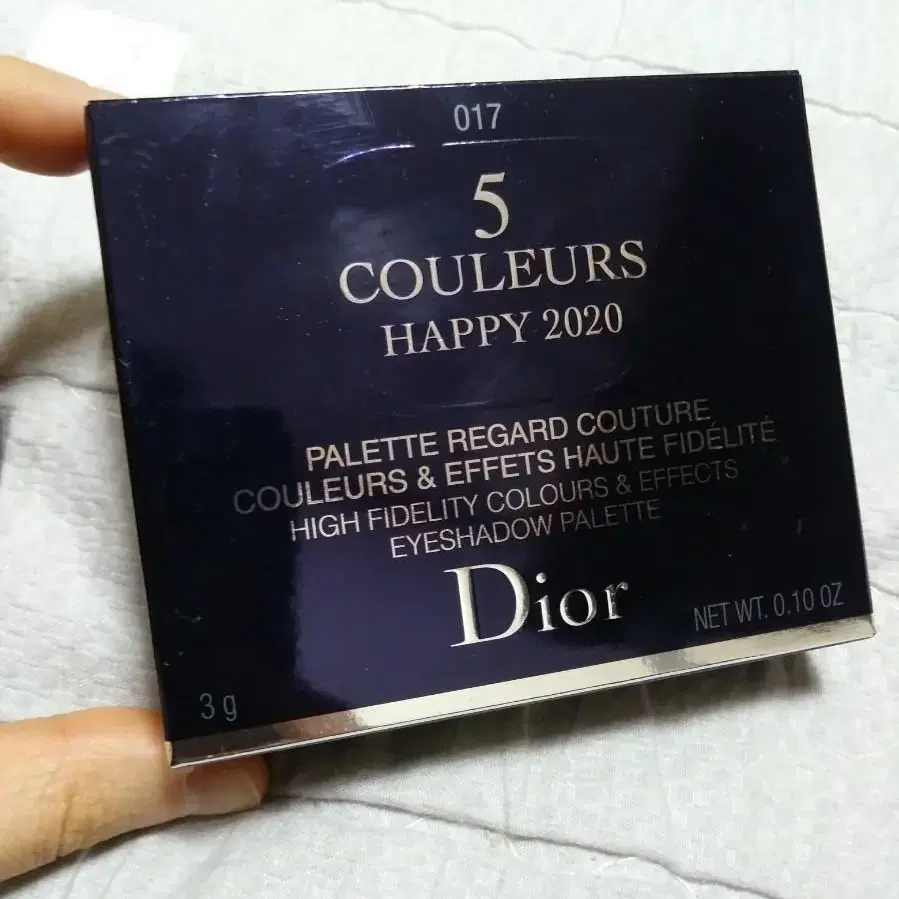 017
5
COULEURS
HAPPY 2020
PALETTE REGARD COUTURE
COULEURS & EFFETS HAUTE FIDÉLITÉ
HIGH FIDELITY COLOURS & EFFECTS
EYESHADOW PALETTE
Dior
NET WT. 0.10 OZ
3 g